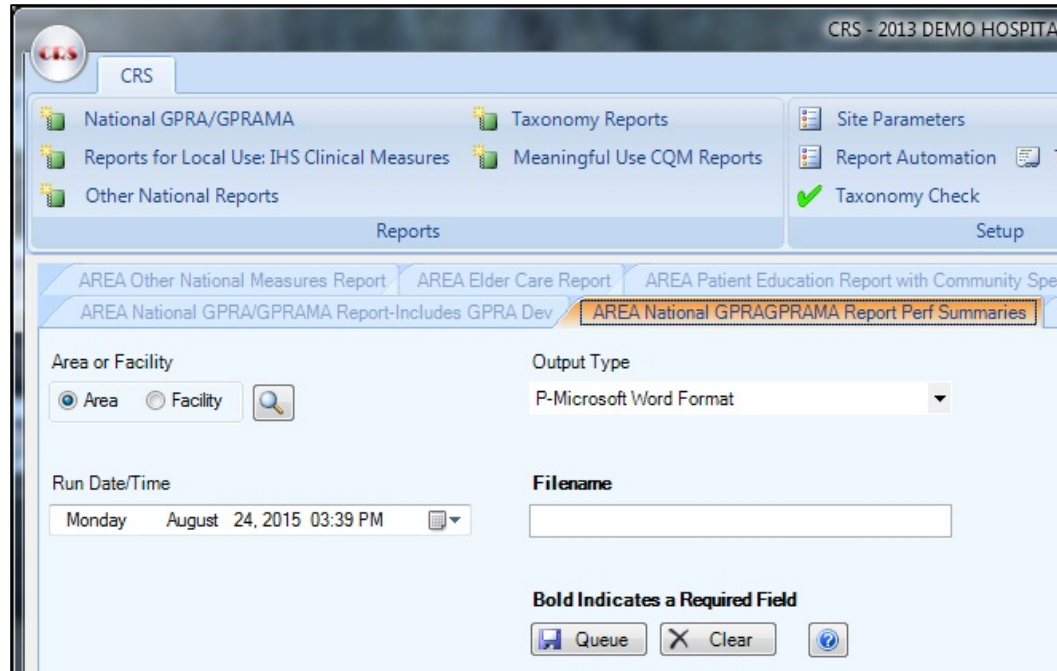 CRS - 2013 DEMO HOSPITA
CRS
CRS
National GPRA/GPRAMA
Taxonomy Reports
Site Parameters
Reports for Local Use: IHS Clinical Measures
Meaningful Use CQM Reports
Report Automation
Other National Reports
Taxonomy Check
Reports
Setup
AREA Other National Measures Report
AREA Elder Care Report
AREA Patient Education Report with Community Spe
AREA National GPRA/GPRAMA Report-Includes GPRA Dev
AREA National GPRAGPRAMA Report Perf Summaries
Area or Facility
Output Type
Area
Facility
P-Microsoft Word Format
Run Date/Time
Filename
Monday August 24, 2015 03:39 PM
Bold Indicates a Required Field
Queue
Clear